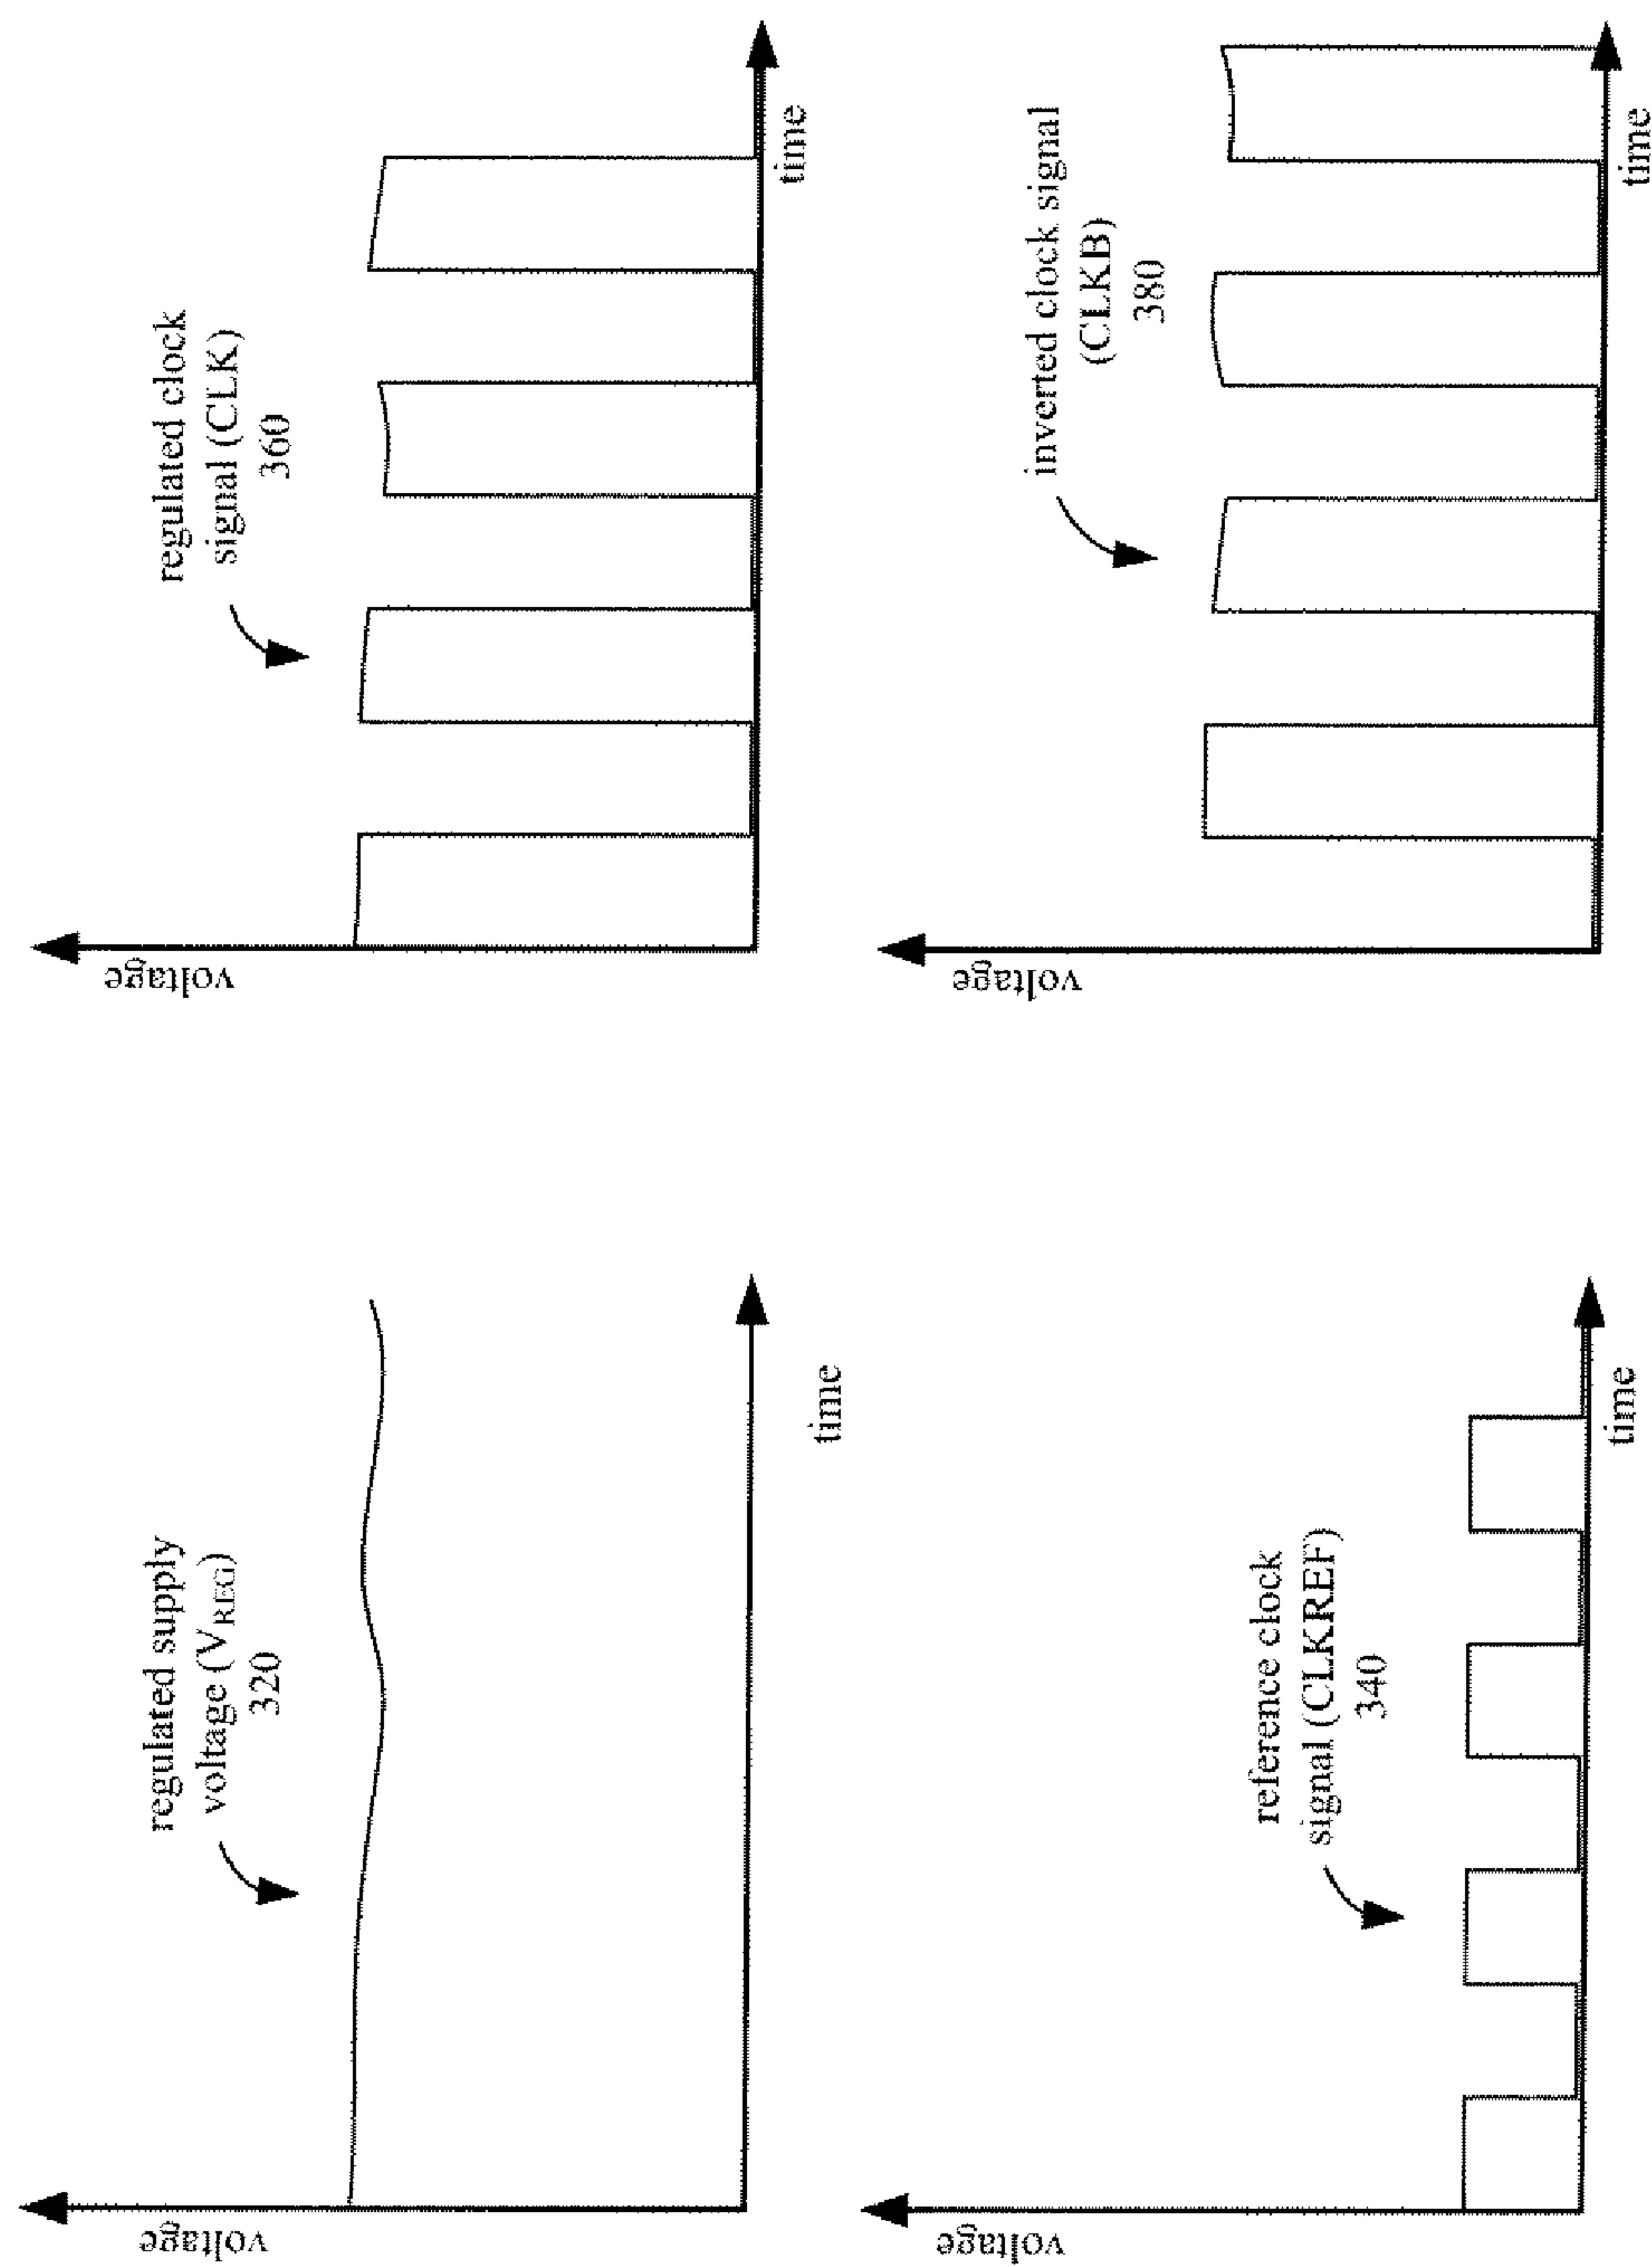 regulated supply
voltage (VREG)
320
voltage
time
regulated clock
signal (CLK)
360
voltage
time
reference clock
signal (CLKREF)
340
voltage
time
inverted clock signal
(CLKB)
380
voltage
time